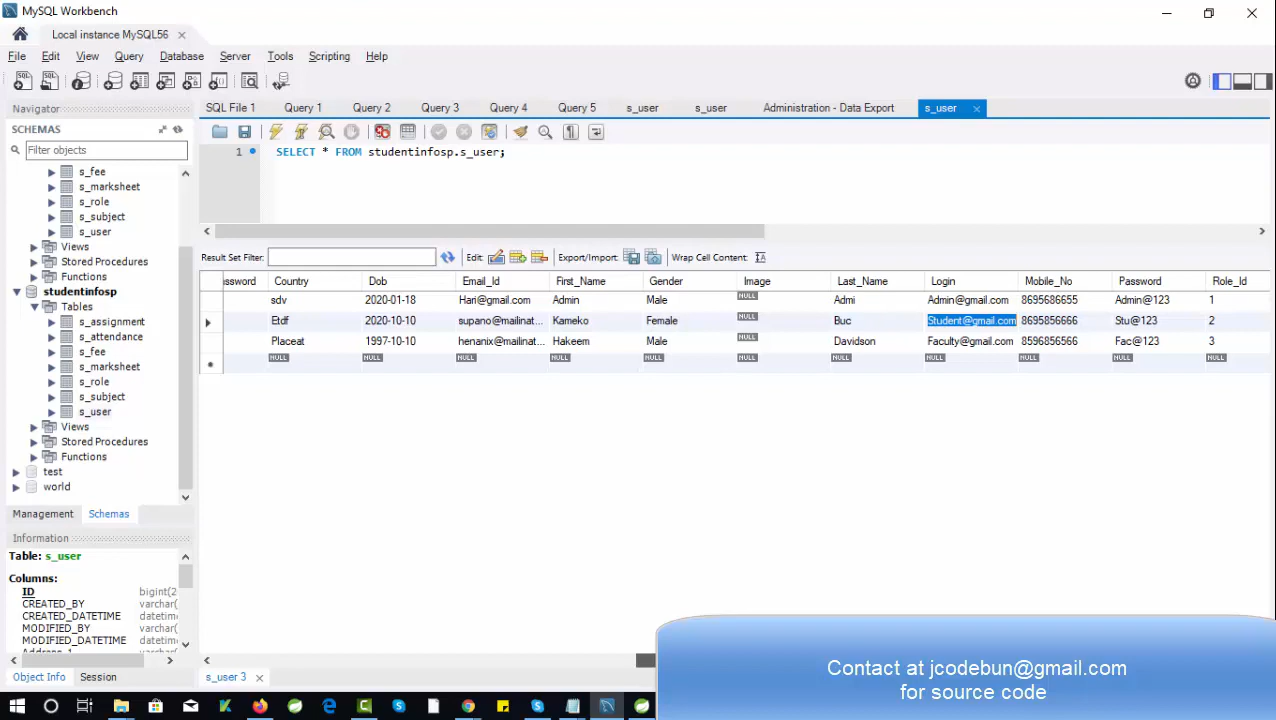 MySQL Workbench
Local instance MySQL56
File Edit View Query Database Server Tools Scripting Help
Navigator
SQL File 1 Query 1 Query 2 Query 3 Query 4 Query 5 s_user s_user Administration - Data Export s_user
SCHEMAS
Filter objects
1 SELECT * FROM studentinfosp.s_user;
s_fee
s_marksheet
s_role
s_subject
s_user
Views
Stored Procedures
Functions
studentinfosp
Tables
s_assignment
s_attendance
s_fee
s_marksheet
s_role
s_subject
s_user
Views
Stored Procedures
Functions
test
world
Management Schemas
Information
Table: s_user
Columns:
ID bigint(2
CREATED_BY varchar(
CREATED_DATETIME datetime
MODIFIED_BY varchar(
MODIFIED_DATETIME datetime
Object Info Session
Result Set Filter: Edit: Export/Import: Wrap Cell Content:
ssword Country Dob Email_Id First_Name Gender Image Last_Name Login Mobile_No Password Role_Id
sdv 2020-01-18 Hari@gmail.com Admin Male NULL Admi Admin@gmail.com 8695686655 Admin@123 1
Etdf 2020-10-10 supano@mailinat... Kameko Female NULL Buc Student@gmail.com 8695856666 Stu@123 2
Placeat 1997-10-10 henanix@mailinat... Hakeem Male NULL Davidson Faculty@gmail.com 8596856566 Fac@123 3
NULL NULL NULL NULL NULL NULL NULL NULL NULL NULL NULL
s_user 3
Contact at jcodebun@gmail.com
for source code